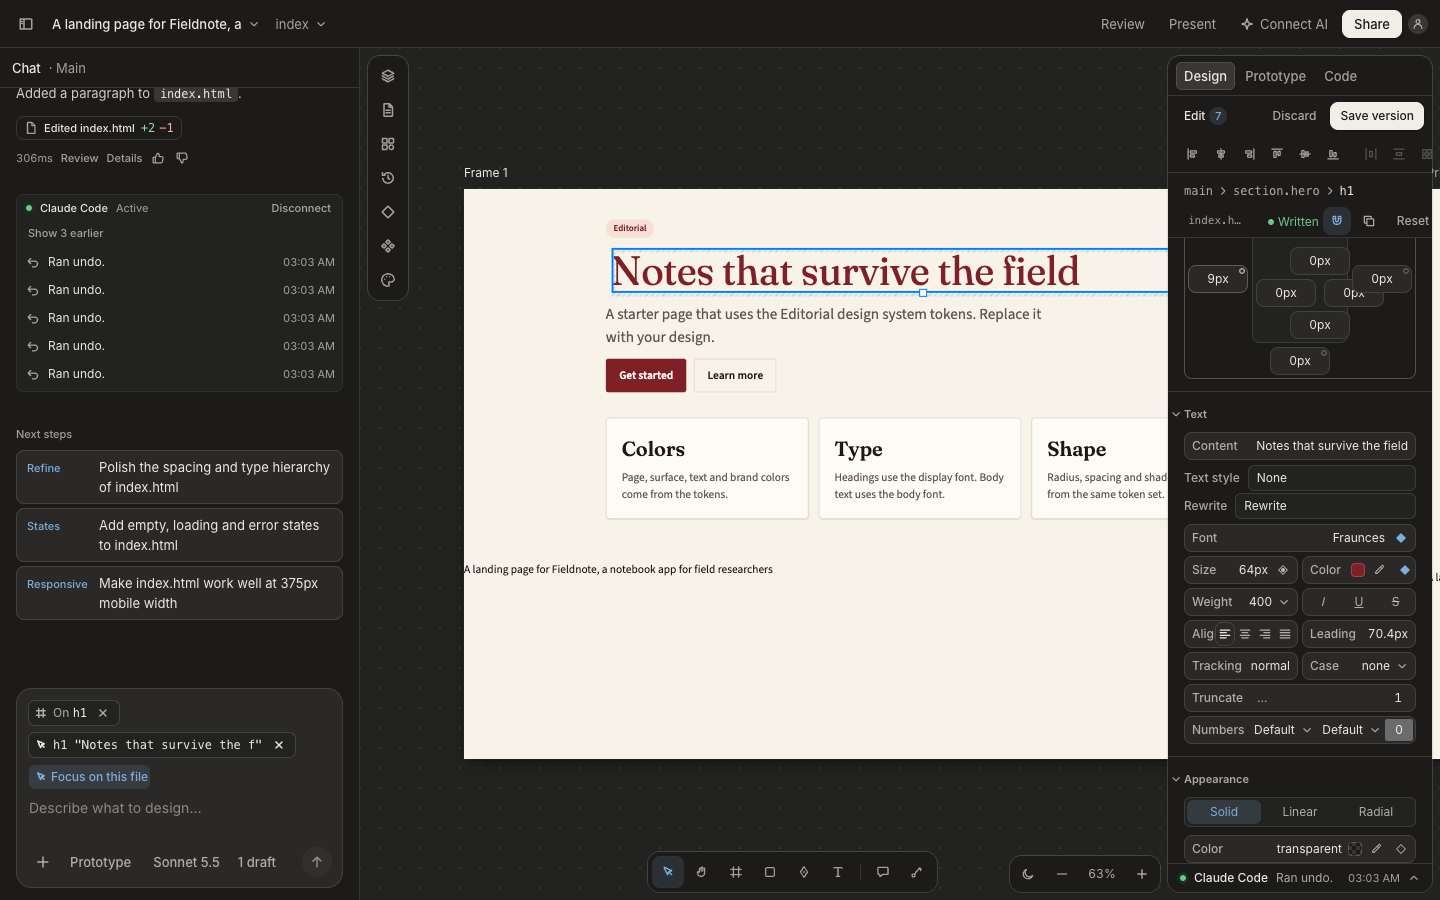 A landing page for Fieldnote, a
index
Review
Present
Connect AI
Share
Chat · Main
Added a paragraph to index.html.
Edited index.html +2 −1
306ms Review Details
Claude Code Active Disconnect
Show 3 earlier
Ran undo. 03:03 AM
Ran undo. 03:03 AM
Ran undo. 03:03 AM
Ran undo. 03:03 AM
Ran undo. 03:03 AM
Next steps
Refine Polish the spacing and type hierarchy
of index.html
States Add empty, loading and error states
to index.html
Responsive Make index.html work well at 375px
mobile width
On h1
h1 "Notes that survive the f"
Focus on this file
Describe what to design...
Prototype Sonnet 5.5 1 draft
Frame 1
Editorial
Notes that survive the field
A starter page that uses the Editorial design system tokens. Replace it
with your design.
Get started Learn more
Colors
Page, surface, text and brand colors
come from the tokens.
Type
Headings use the display font. Body
text uses the body font.
Shape
Radius, spacing and shad
from the same token set.
A landing page for Fieldnote, a notebook app for field researchers
63%
Design Prototype Code
Edit 7 Discard Save version
main > section.hero > h1
index.h… Written Reset
0px
9px 0px
0px 0px
0px
0px
Text
Content Notes that survive the field
Text style None
Rewrite Rewrite
Font Fraunces
Size 64px Color
Weight 400 I U S
Alig Leading 70.4px
Tracking normal Case none
Truncate ... 1
Numbers Default Default 0
Appearance
Solid Linear Radial
Color transparent
Claude Code Ran undo. 03:03 AM